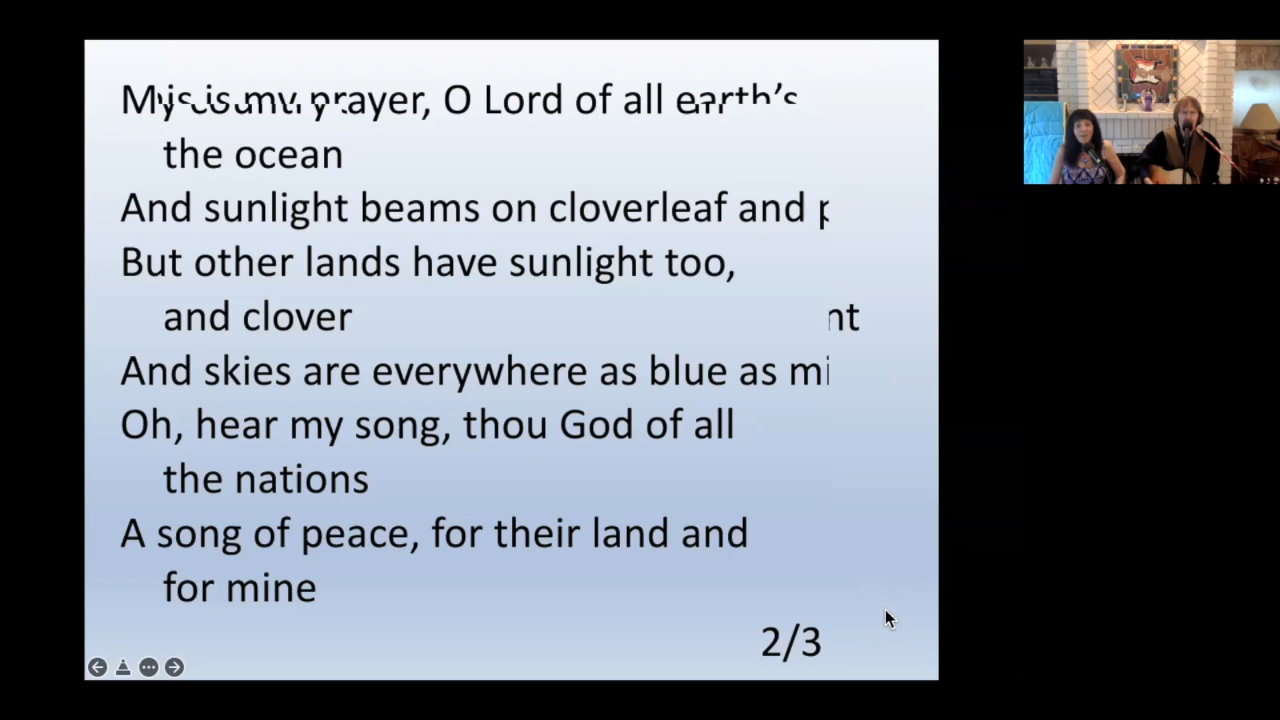 my prayer, O Lord of all earth's
the ocean
And sunlight beams on cloverleaf and
But other lands have sunlight too,
and clover
And skies are everywhere as blue as
Oh, hear my song, thou God of all
the nations
A song of peace, for their land and
for mine
2/3